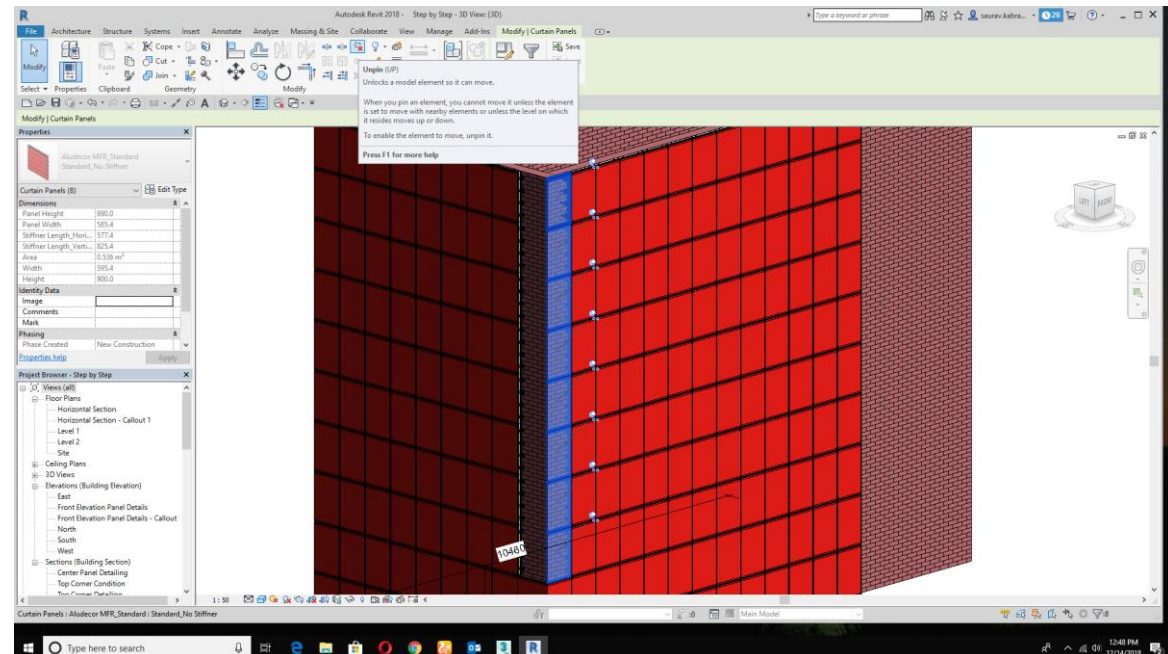 Autodesk Revit 2018 - Step by Step - 3D View: {3D}
Type a keyword or phrase
saurav.kabra...
026
File Architecture Structure Systems Insert Annotate Analyze Massing & Site Collaborate View Manage Add-Ins Modify | Curtain Panels
Modify
Paste
Cope
Cut
Join
Save
Select Properties Clipboard Geometry Modify
Unpin (UP)
Unlocks a model element so it can move.
When you pin an element, you cannot move it unless the element
is set to move with nearby elements or unless the level on which
it resides moves up or down.
To enable the element to move, unpin it.
Press F1 for more help
Modify | Curtain Panels
Properties
Aludecor MFR_Standard
Standard_No Stiffner
Curtain Panels (8) Edit Type
Dimensions
Panel Height 890.0
Panel Width 585.4
Stiffner Length_Hori... 577.4
Stiffner Length_Verti... 825.4
Area 0.536 m²
Width 595.4
Height 900.0
Identity Data
Image
Comments
Mark
Phasing
Phase Created New Construction
Properties help Apply
Project Browser - Step by Step
Views (all)
Floor Plans
Horizontal Section
Horizontal Section - Callout 1
Level 1
Level 2
Site
Ceiling Plans
3D Views
Elevations (Building Elevation)
East
Front Elevation Panel Details
Front Elevation Panel Details - Callout
North
South
West
Sections (Building Section)
Center Panel Detailing
Top Corner Condition
Top Corner Detailing
LEFT FRONT
10480
1 : 50
Curtain Panels : Aludecor MFR_Standard : Standard_No Stiffner
:0
Main Model
:8
Type here to search
12:48 PM
12/14/2018